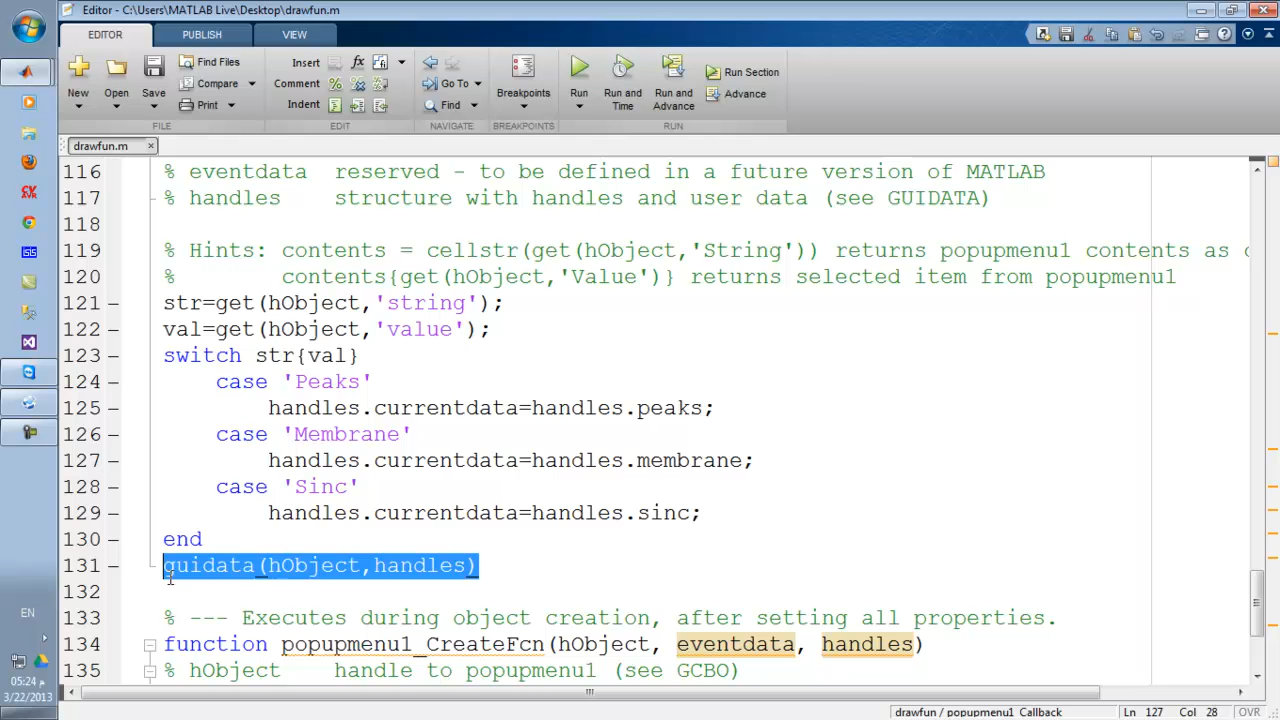 Editor - C:\Users\MATLAB Live\Desktop\drawfun.m
EDITOR PUBLISH VIEW
New Open Save Find Files Compare Print
Insert fx
Comment
Indent
Go To Find
Breakpoints
Run Run and Time Run and Advance Run Section Advance
FILE EDIT NAVIGATE BREAKPOINTS RUN
drawfun.m
116 % eventdata  reserved - to be defined in a future version of MATLAB
117 % handles    structure with handles and user data (see GUIDATA)
118
119 % Hints: contents = cellstr(get(hObject,'String')) returns popupmenu1 contents as c
120 %        contents{get(hObject,'Value')} returns selected item from popupmenu1
121 – str=get(hObject,'string');
122 – val=get(hObject,'value');
123 – switch str{val}
124 –     case 'Peaks'
125 –         handles.currentdata=handles.peaks;
126 –     case 'Membrane'
127 –         handles.currentdata=handles.membrane;
128 –     case 'Sinc'
129 –         handles.currentdata=handles.sinc;
130 – end
131 – guidata(hObject,handles)
132
133 % --- Executes during object creation, after setting all properties.
134 function popupmenu1_CreateFcn(hObject, eventdata, handles)
135 % hObject    handle to popupmenu1 (see GCBO)
drawfun / popupmenu1_Callback Ln 127 Col 28 OVR
EN
05:24 م
3/22/2013